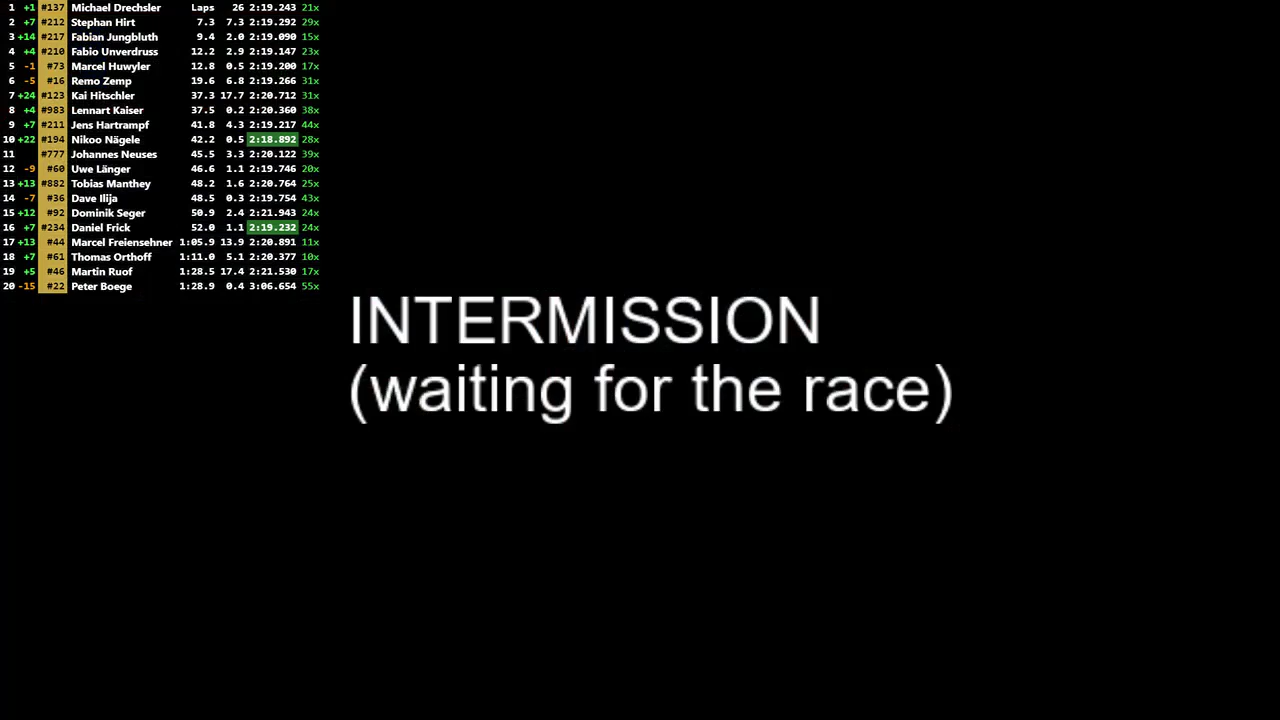 1 +1 #137 Michael Drechsler Laps 26 2:19.243 21x
2 +7 #212 Stephan Hirt 7.3 7.3 2:19.292 29x
3 +14 #217 Fabian Jungbluth 9.4 2.0 2:19.090 15x
4 +4 #210 Fabio Unverdruss 12.2 2.9 2:19.147 23x
5 -1 #73 Marcel Huwyler 12.8 0.5 2:19.200 17x
6 -5 #16 Remo Zemp 19.6 6.8 2:19.266 31x
7 +24 #123 Kai Hitschler 37.3 17.7 2:20.712 31x
8 +4 #983 Lennart Kaiser 37.5 0.2 2:20.360 38x
9 +7 #211 Jens Hartrampf 41.8 4.3 2:19.217 44x
10 +22 #194 Nikoo Nägele 42.2 0.5 2:18.892 28x
11 #777 Johannes Neuses 45.5 3.3 2:20.122 39x
12 -9 #60 Uwe Länger 46.6 1.1 2:19.746 20x
13 +13 #882 Tobias Manthey 48.2 1.6 2:20.764 25x
14 -7 #36 Dave Ilija 48.5 0.3 2:19.754 43x
15 +12 #92 Dominik Seger 50.9 2.4 2:21.943 24x
16 +7 #234 Daniel Frick 52.0 1.1 2:19.232 24x
17 +13 #44 Marcel Freiensehner 1:05.9 13.9 2:20.891 11x
18 +7 #61 Thomas Orthoff 1:11.0 5.1 2:20.377 10x
19 +5 #46 Martin Ruof 1:28.5 17.4 2:21.530 17x
20 -15 #22 Peter Boege 1:28.9 0.4 3:06.654 55x
INTERMISSION
(waiting for the race)